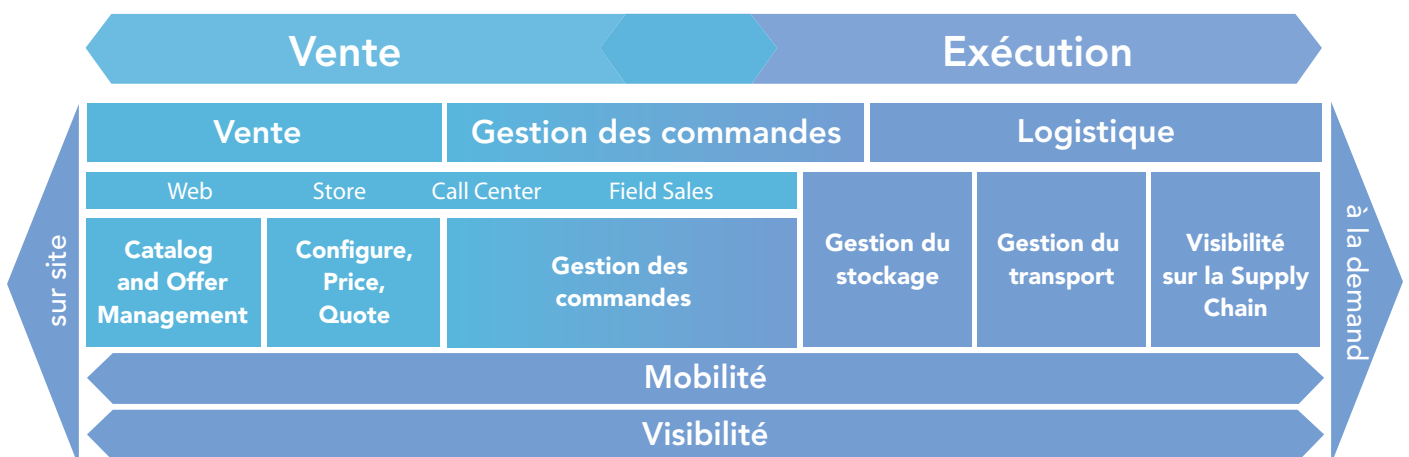 Vente
Exécution
Vente
Gestion des commandes
Logistique
Web
Store
Call Center
Field Sales
Catalog
and Offer
Management
Configure,
Price,
Quote
Gestion des
commandes
Gestion du
stockage
Gestion du
transport
Visibilité
sur la Supply
Chain
sur site
à la demand
Mobilité
Visibilité